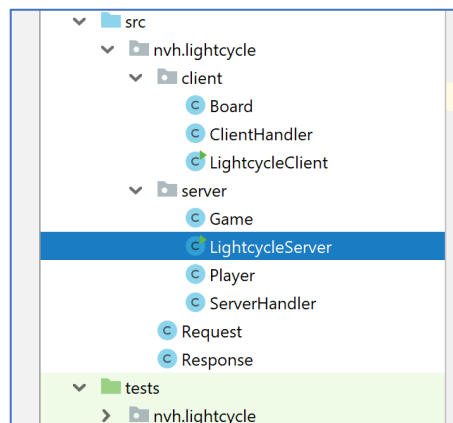 src
nvh.lightcycle
client
Board
ClientHandler
LightcycleClient
server
Game
LightcycleServer
Player
ServerHandler
Request
Response
tests
nvh.lightcycle